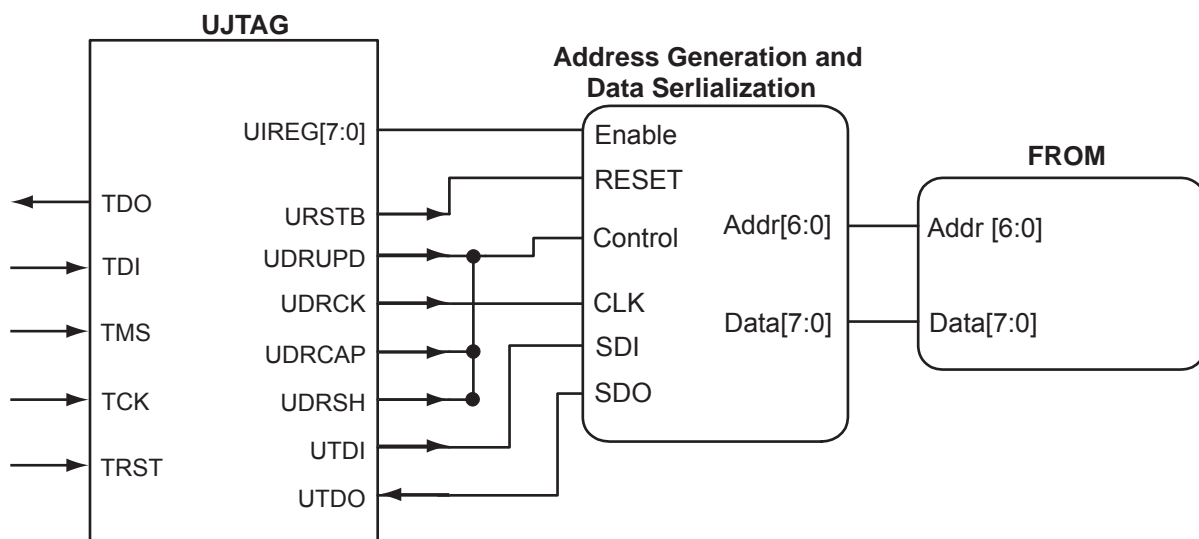 UJTAG
UIREG[7:0]
TDO
URSTB
UDRUPD
TDI
UDRCK
TMS
UDRCAP
TCK
UDRSH
UTDI
TRST
UTDO
Address Generation and
Data Serlialization
Enable
RESET
Control
Addr[6:0]
CLK
Data[7:0]
SDI
SDO
FROM
Addr [6:0]
Data[7:0]